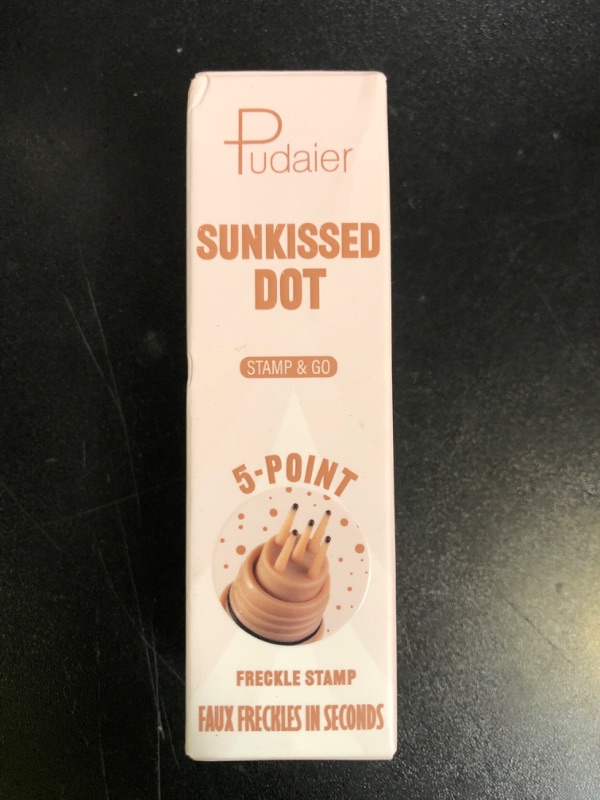 Pudaier
SUNKISSED
DOT
STAMP & GO
5-POINT
FRECKLE STAMP
FAUX FRECKLES IN SECONDS